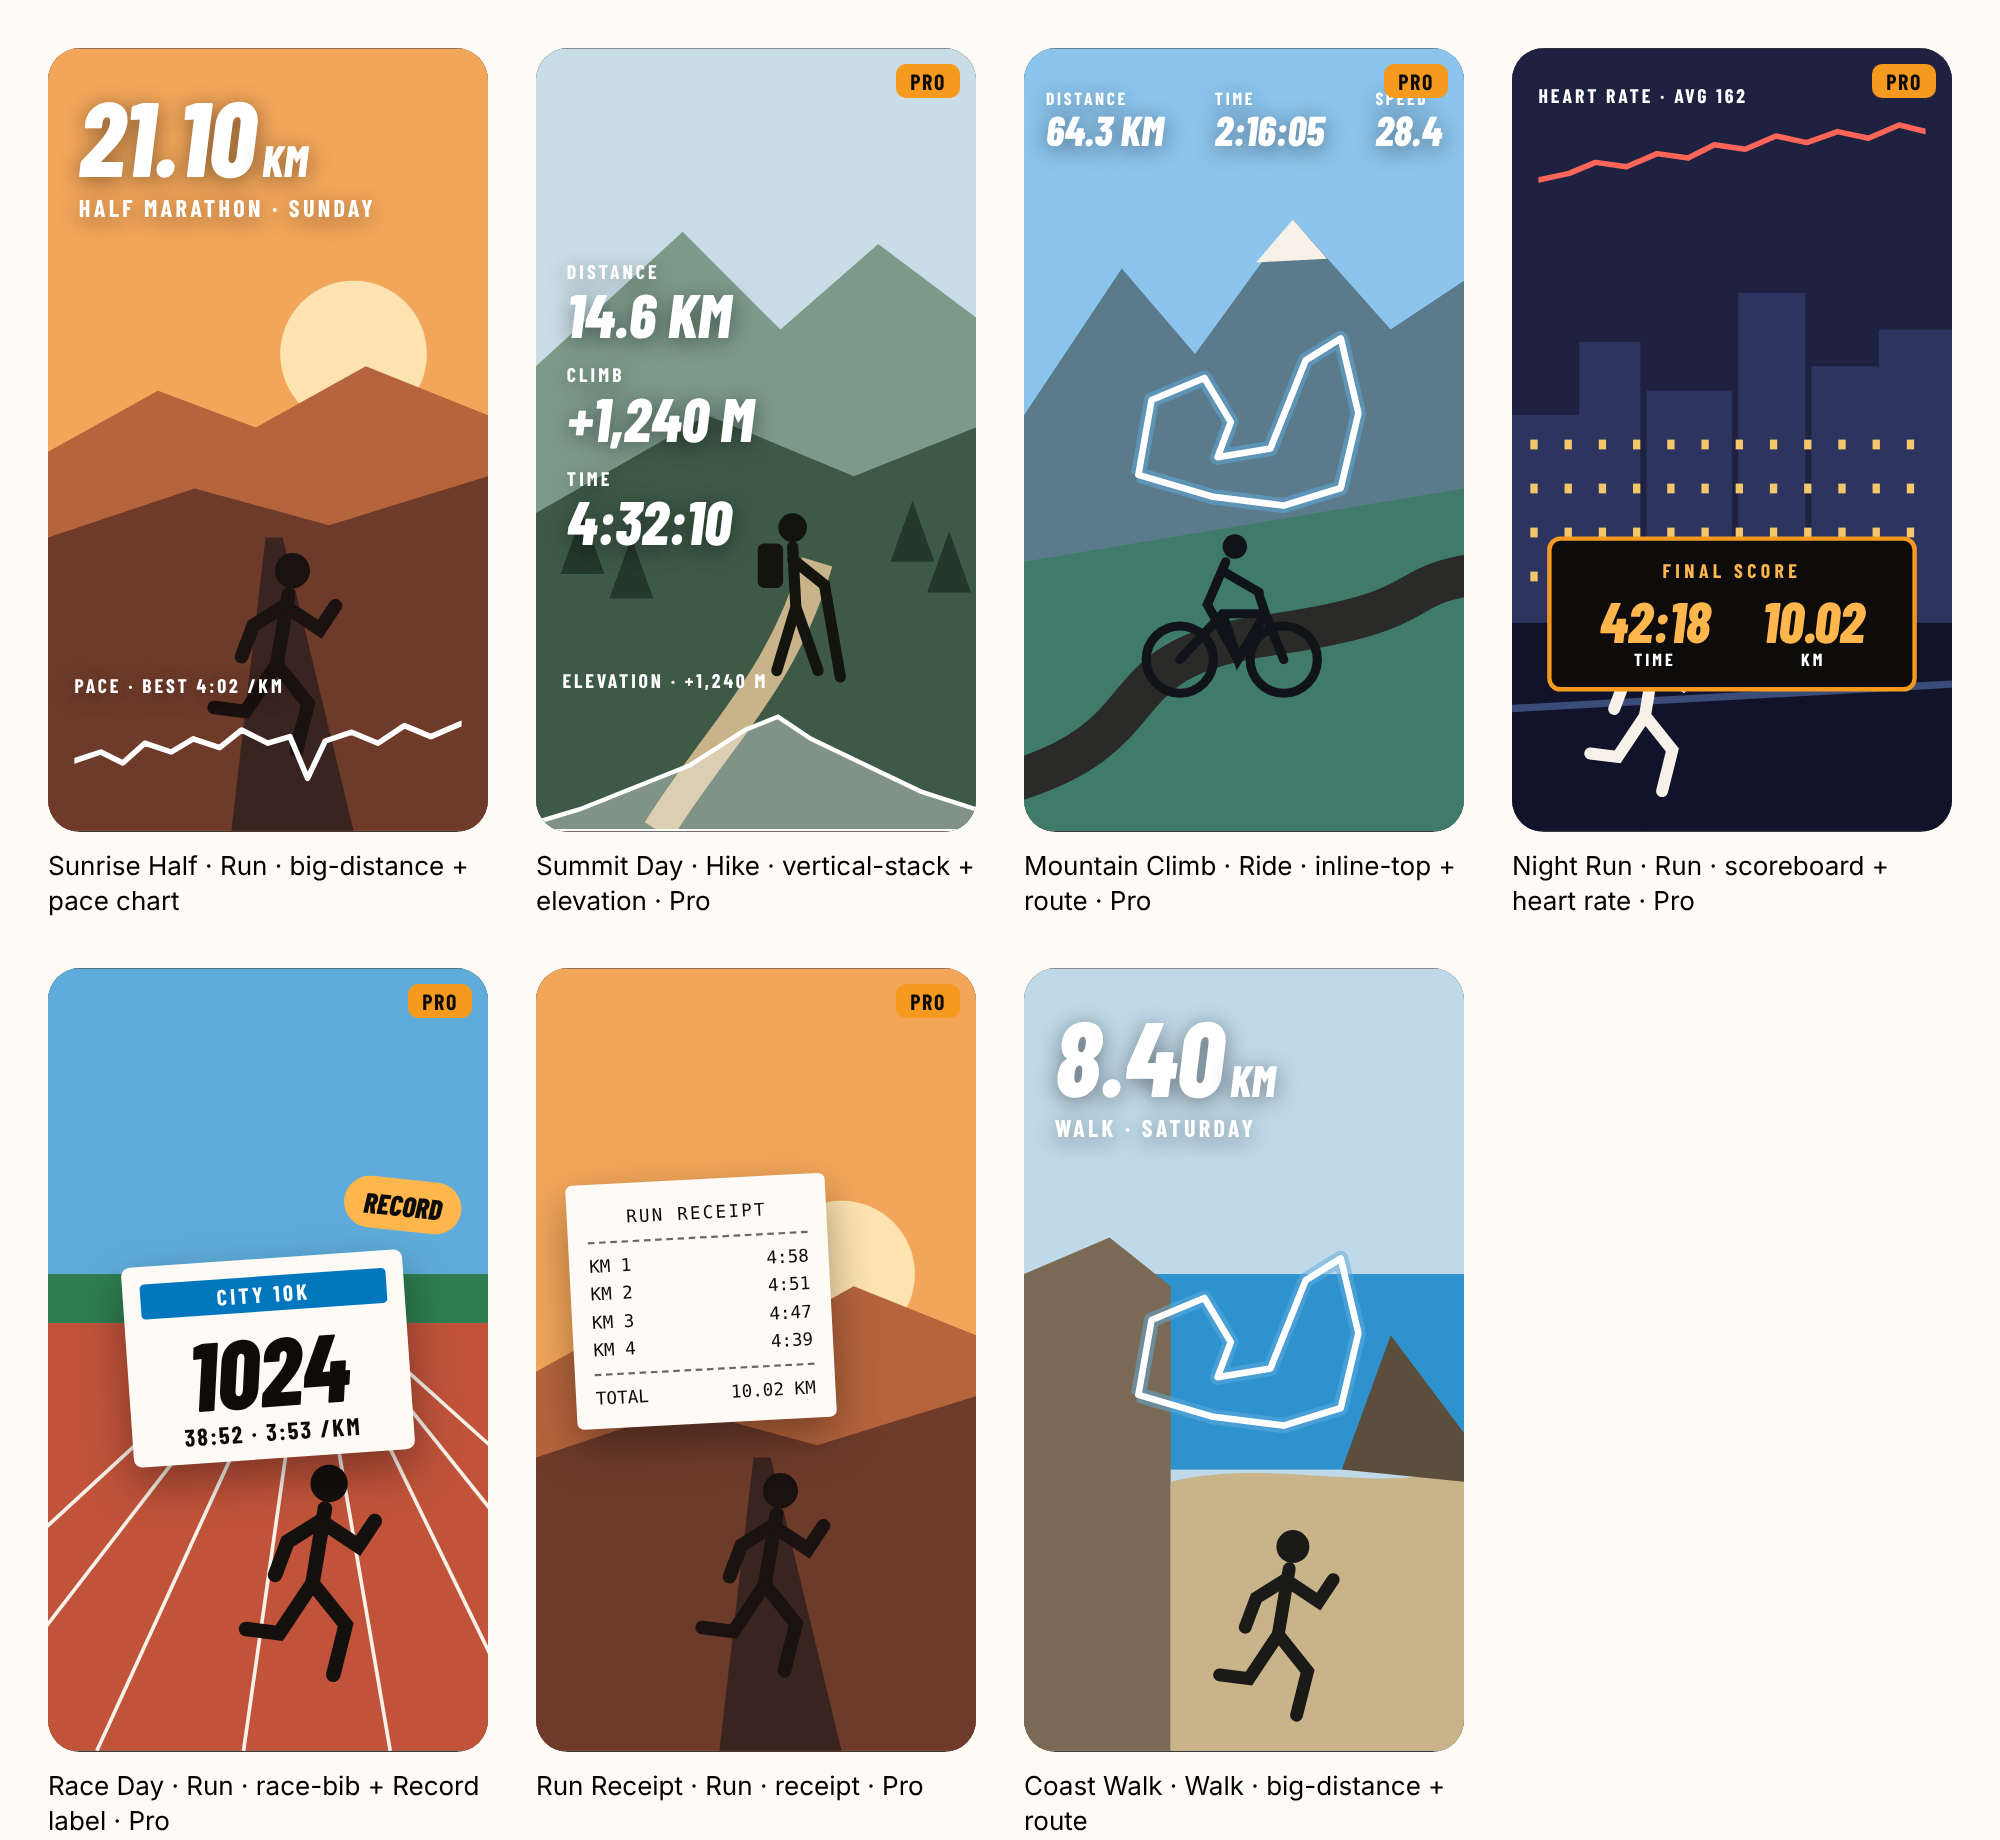 21.10 KM
HALF MARATHON · SUNDAY
PACE · BEST 4:02 /KM
Sunrise Half · Run · big-distance +
pace chart
PRO
DISTANCE
14.6 KM
CLIMB
+1,240 M
TIME
4:32:10
ELEVATION · +1,240 M
Summit Day · Hike · vertical-stack +
elevation · Pro
PRO
DISTANCE TIME SPEED
64.3 KM 2:16:05 28.4
Mountain Climb · Ride · inline-top +
route · Pro
PRO
HEART RATE · AVG 162
FINAL SCORE
42:18 10.02
TIME KM
Night Run · Run · scoreboard +
heart rate · Pro
PRO
RECORD
CITY 10K
1024
38:52 · 3:53 /KM
Race Day · Run · race-bib + Record
label · Pro
PRO
RUN RECEIPT
KM 1 4:58
KM 2 4:51
KM 3 4:47
KM 4 4:39
TOTAL 10.02 KM
Run Receipt · Run · receipt · Pro
8.40 KM
WALK · SATURDAY
Coast Walk · Walk · big-distance +
route